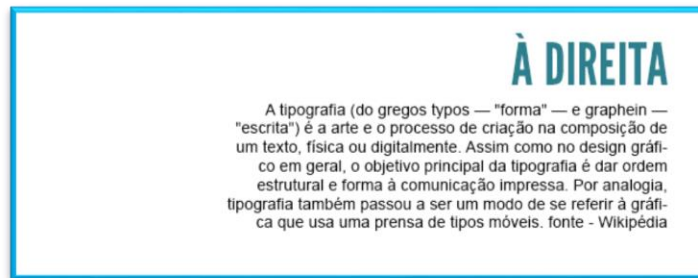 À DIREITA
A tipografia (do gregos typos — "forma" — e graphein —
"escrita") é a arte e o processo de criação na composição de
um texto, física ou digitalmente. Assim como no design gráfi-
co em geral, o objetivo principal da tipografia é dar ordem
estrutural e forma à comunicação impressa. Por analogia,
tipografia também passou a ser um modo de se referir à gráfi-
ca que usa uma prensa de tipos móveis. fonte - Wikipédia